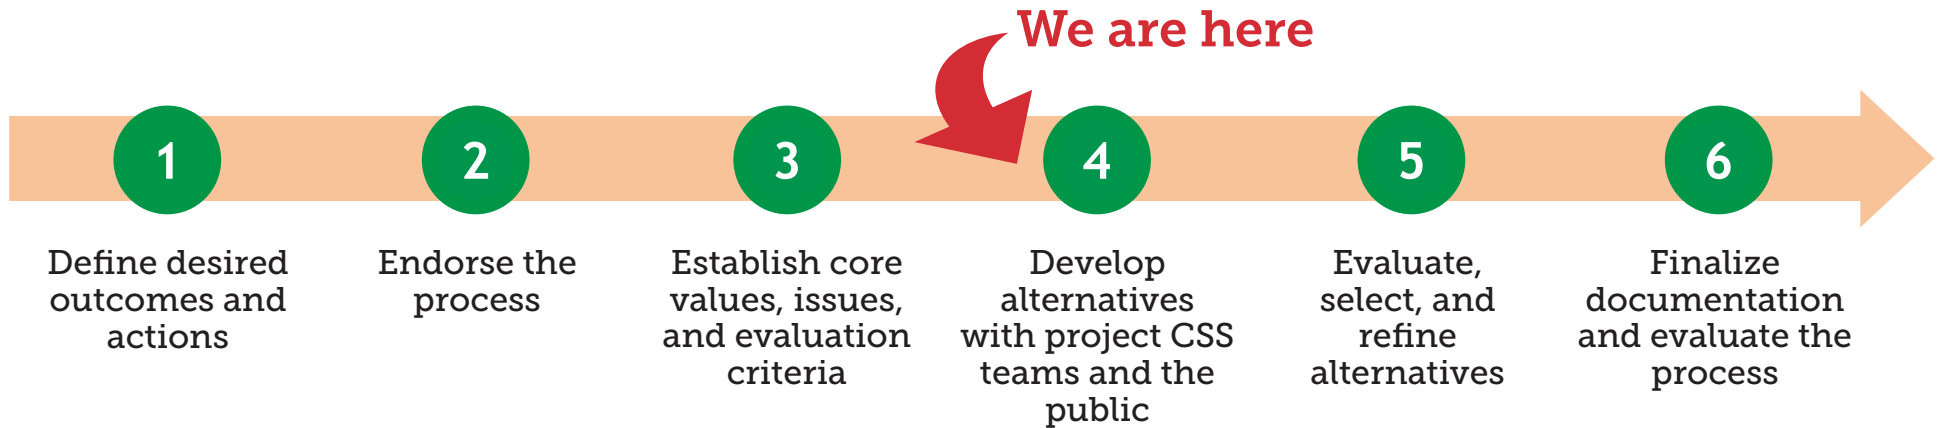 We are here
1
2
3
4
5
6
Define desired
outcomes and
actions
Endorse the
process
Establish core
values, issues,
and evaluation
criteria
Develop
alternatives
with project CSS
teams and the
public
Evaluate,
select, and
refine
alternatives
Finalize
documentation
and evaluate the
process